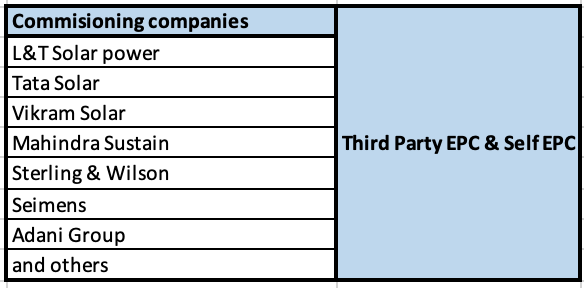 Commisioning companies
L&T Solar power
Tata Solar
Vikram Solar
Mahindra Sustain
Sterling & Wilson
Seimens
Adani Group
and others
Third Party EPC & Self EPC